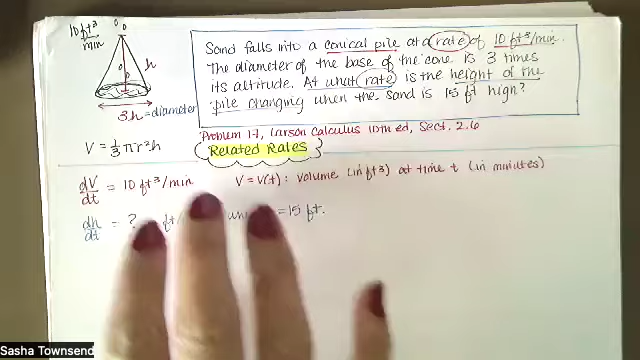 10 ft³
min
h
3h = diameter
V = 1/3 πr²h
Sand falls into a conical pile at a rate of 10 ft³/min.
The diameter of the base of the cone is 3 times
its altitude. At what rate is the height of the
pile changing when the sand is 15 ft high?
Problem 17, Larson Calculus 10th ed, Sect. 2.6
Related Rates
dV/dt = 10 ft³/min V = V(t): volume (in ft³) at time t (in minutes)
dh/dt = ? ft/ = 15 ft.
Sasha Townsend